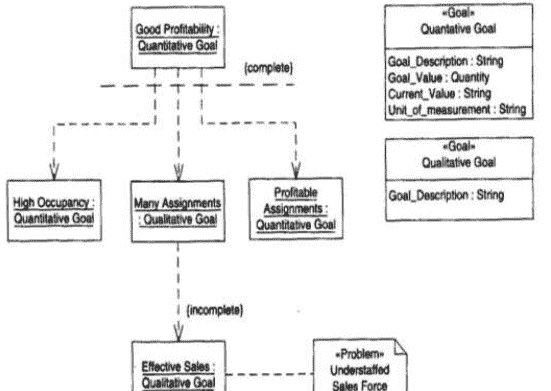 Good Profitability :
Quantitative Goal
{complete}
High Occupancy :
Quantitative Goal
Many Assignments
: Qualitative Goal
Profitable
Assignments :
Quantitative Goal
{incomplete}
Effective Sales :
Qualitative Goal
«Problem»
Understaffed
Sales Force
«Goal»
Quantative Goal
Goal_Description : String
Goal_Value : Quantity
Current_Value : String
Unit_of_measurement : String
«Goal»
Qualitative Goal
Goal_Description : String